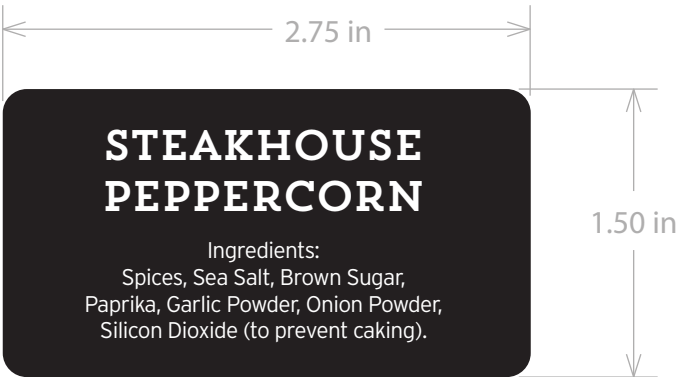 2.75 in
STEAKHOUSE
PEPPERCORN
Ingredients:
Spices, Sea Salt, Brown Sugar,
Paprika, Garlic Powder, Onion Powder,
Silicon Dioxide (to prevent caking).
1.50 in